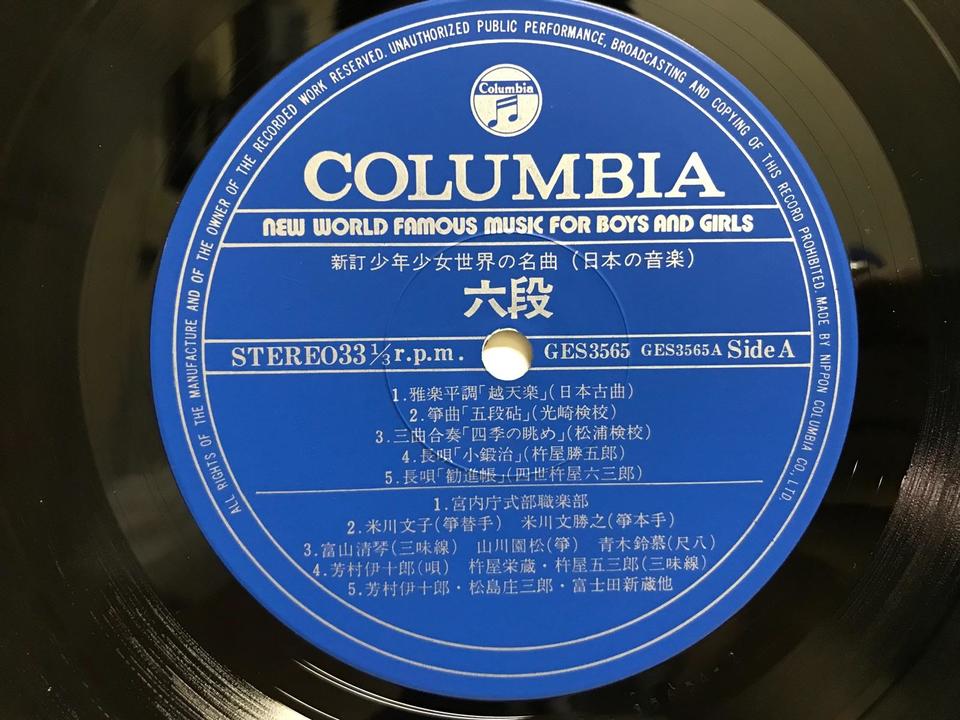 ALL RIGHTS OF THE MANUFACTURE AND OF THE OWNER OF THE RECORDED WORK RESERVED. UNAUTHORIZED PUBLIC PERFORMANCE, BROADCASTING AND COPYING OF THIS RECORD PROHIBITED. MADE BY NIPPON COLUMBIA CO., LTD.
Columbia
COLUMBIA
NEW WORLD FAMOUS MUSIC FOR BOYS AND GIRLS
新訂少年少女世界の名曲(日本の音楽)
六段
STEREO 33 1/3 r.p.m. GES3565 GES3565A Side A
1.雅楽平調「越天楽」(日本古曲)
2.箏曲「五段砧」(光崎検校)
3.三曲合奏「四季の眺め」(松浦検校)
4.長唄「小鍛治」(杵屋勝五郎)
5.長唄「勧進帳」(四世杵屋六三郎)
1.宮内庁式部職楽部
2.米川文子(箏替手) 米川文勝之(箏本手)
3.富山清琴(三味線) 山川園松(箏) 青木鈴慕(尺八)
4.芳村伊十郎(唄) 杵屋栄蔵・杵屋五三郎(三味線)
5.芳村伊十郎・松島庄三郎・富士田新蔵他